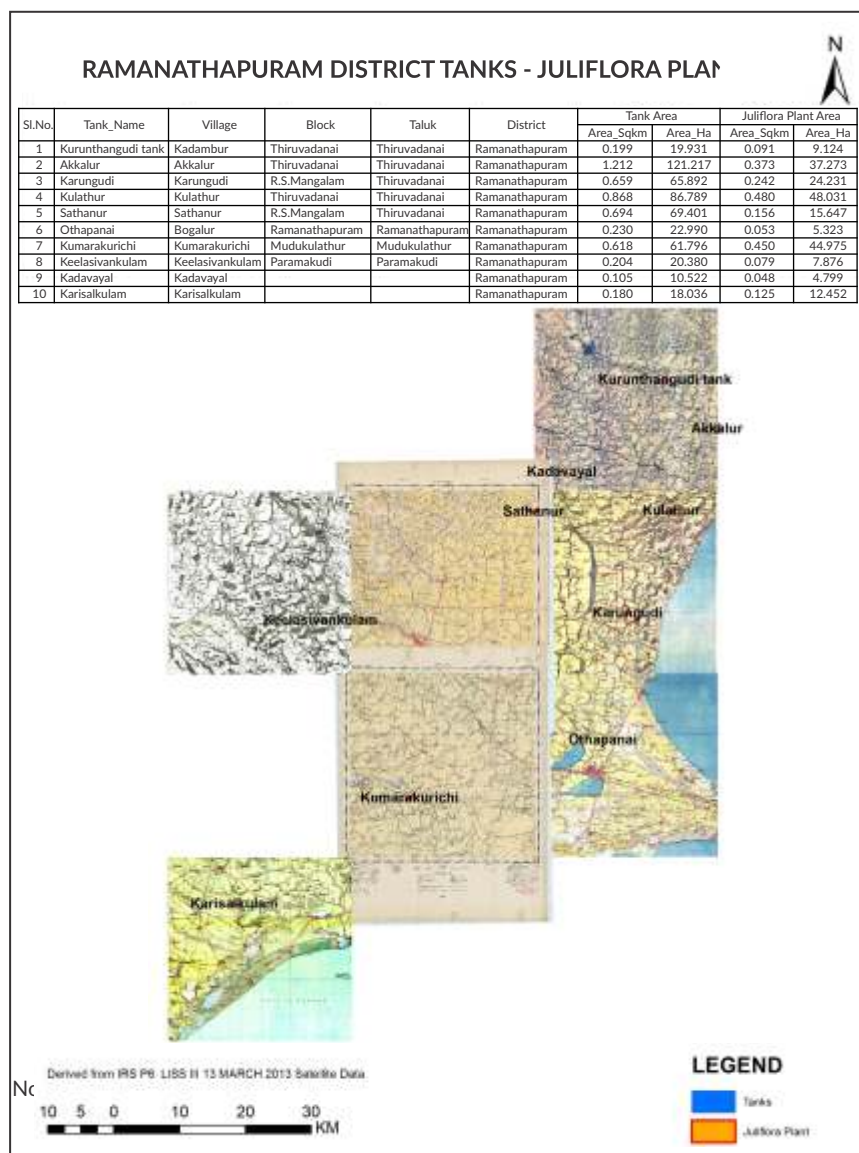 N
RAMANATHAPURAM DISTRICT TANKS - JULIFLORA PLAN
Sl.No. Tank_Name Village Block Taluk District Tank Area Juliflora Plant Area
Area_Sqkm Area_Ha Area_Sqkm Area_Ha
1 Kurunthangudi tank Kadambur Thiruvadanai Thiruvadanai Ramanathapuram 0.199 19.931 0.091 9.124
2 Akkalur Akkalur Thiruvadanai Thiruvadanai Ramanathapuram 1.212 121.217 0.373 37.273
3 Karungudi Karungudi R.S.Mangalam Thiruvadanai Ramanathapuram 0.659 65.892 0.242 24.231
4 Kulathur Kulathur Thiruvadanai Thiruvadanai Ramanathapuram 0.868 86.789 0.480 48.031
5 Sathanur Sathanur R.S.Mangalam Thiruvadanai Ramanathapuram 0.694 69.401 0.156 15.647
6 Othapanai Bogalur Ramanathapuram Ramanathapuram Ramanathapuram 0.230 22.990 0.053 5.323
7 Kumarakurichi Kumarakurichi Mudukulathur Mudukulathur Ramanathapuram 0.618 61.796 0.450 44.975
8 Keelasivankulam Keelasivankulam Paramakudi Paramakudi Ramanathapuram 0.204 20.380 0.079 7.876
9 Kadavayal Kadavayal Ramanathapuram 0.105 10.522 0.048 4.799
10 Karisalkulam Karisalkulam Ramanathapuram 0.180 18.036 0.125 12.452
Kurunthangudi tank
Akkalur
Kadavayal
Sathanur Kulathur
Karungudi
Keelasivankulam
Othapanai
Kumarakurichi
Karisalkulam
Derived from IRS P6 LISS III 13 MARCH 2013 Satellite Data
No
10 5 0 10 20 30
KM
LEGEND
Tanks
Juliflora Plant